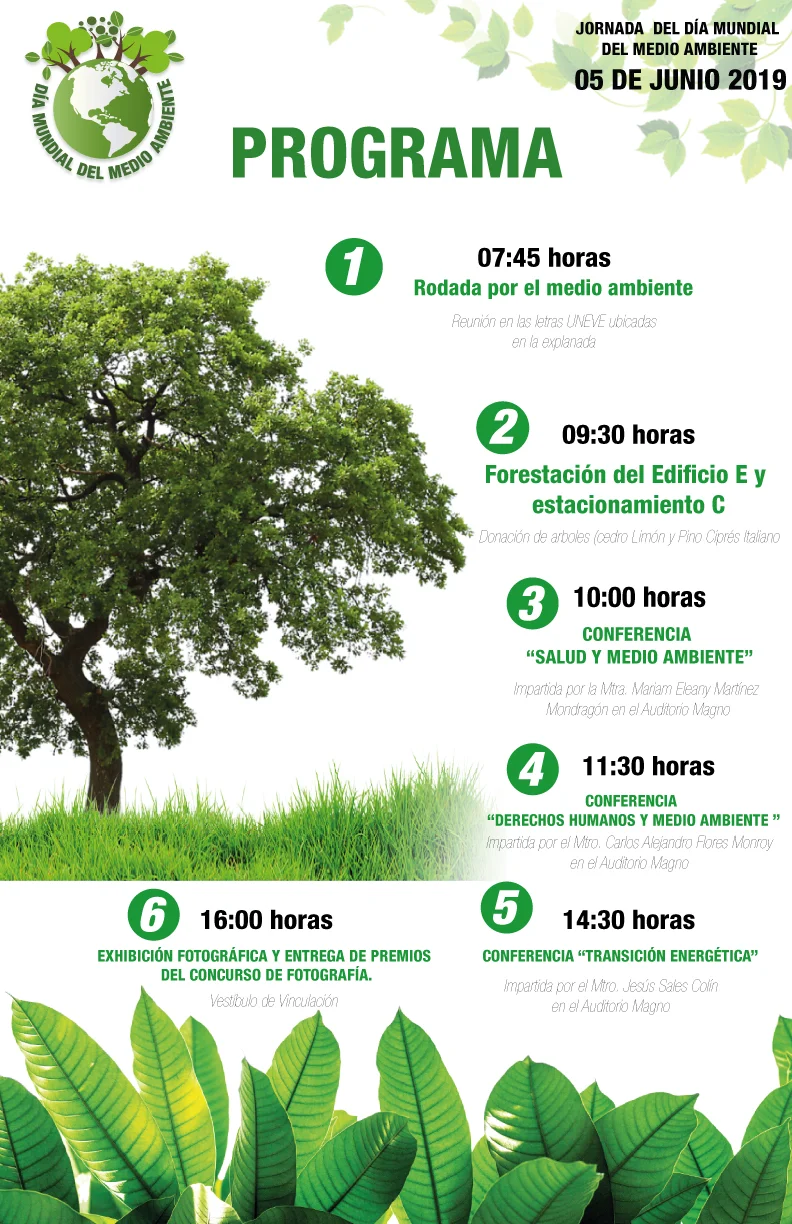 DÍA MUNDIAL DEL MEDIO AMBIENTE
JORNADA DEL DÍA MUNDIAL
DEL MEDIO AMBIENTE
05 DE JUNIO 2019
PROGRAMA
1
07:45 horas
Rodada por el medio ambiente
Reunión en las letras UNEVE ubicadas
en la explanada
2
09:30 horas
Forestación del Edificio E y
estacionamiento C
Donación de arboles (cedro Limón y Pino Ciprés Italiano
3
10:00 horas
CONFERENCIA
“SALUD Y MEDIO AMBIENTE”
Impartida por la Mtra. Mariam Eleany Martínez
Mondragón en el Auditorio Magno
4
11:30 horas
CONFERENCIA
“DERECHOS HUMANOS Y MEDIO AMBIENTE ”
Impartida por el Mtro. Carlos Alejandro Flores Monroy
en el Auditorio Magno
5
14:30 horas
CONFERENCIA “TRANSICIÓN ENERGÉTICA”
Impartida por el Mtro. Jesús Sales Colín
en el Auditorio Magno
6
16:00 horas
EXHIBICIÓN FOTOGRÁFICA Y ENTREGA DE PREMIOS
DEL CONCURSO DE FOTOGRAFÍA.
Vestíbulo de Vinculación